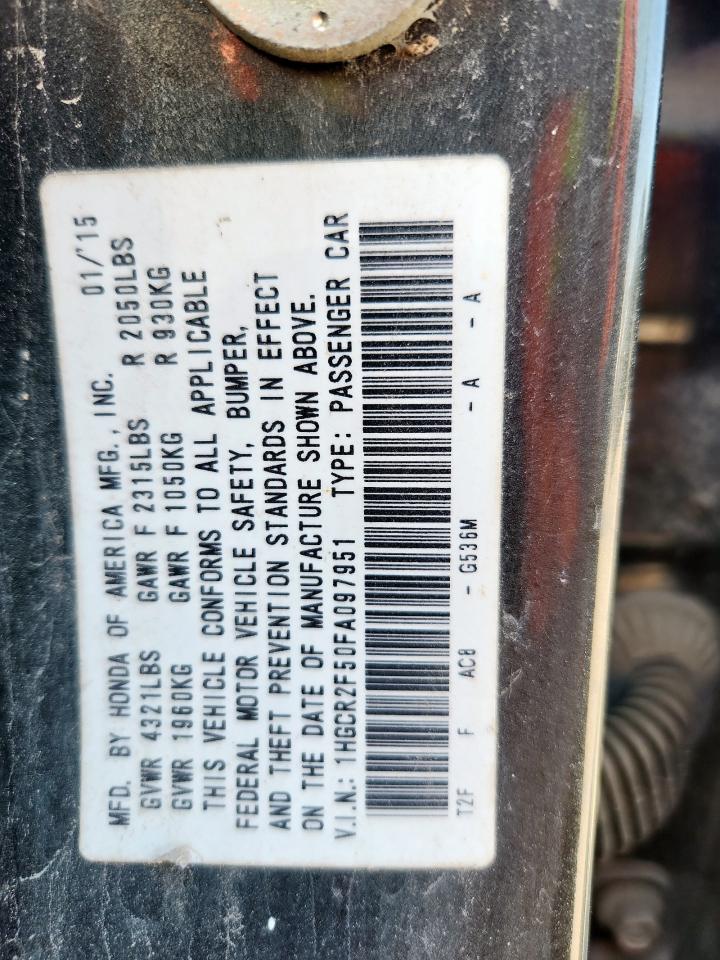 MFD. BY HONDA OF AMERICA MFG., INC. 01/'15
GVWR 4321LBS GAWR F 2315LBS R 2050LBS
GVWR 1960KG GAWR F 1050KG R 930KG
THIS VEHICLE CONFORMS TO ALL APPLICABLE
FEDERAL MOTOR VEHICLE SAFETY, BUMPER,
AND THEFT PREVENTION STANDARDS IN EFFECT
ON THE DATE OF MANUFACTURE SHOWN ABOVE.
V.I.N.: 1HGCR2F50FA097951 TYPE: PASSENGER CAR
T2F F AC8 - G536M - A - A